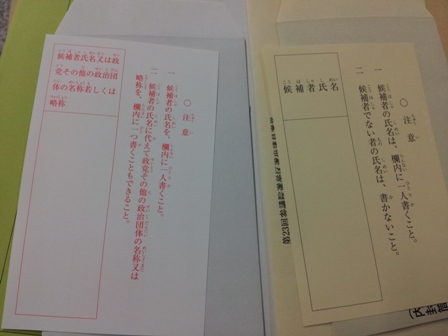 ○ 注意
一 候補者の氏名を、欄内に一人書くこと。
二 候補者の氏名に代えて政党その他の政治団体の名称又は
略称を、欄内に一つ書くこともできること。
候補者氏名又は政
党その他の政治団
体の名称若しくは
略称
○ 注意
一 候補者の氏名は、欄内に一人書くこと。
二 候補者でない者の氏名は、書かないこと。
候補者氏名
第23回